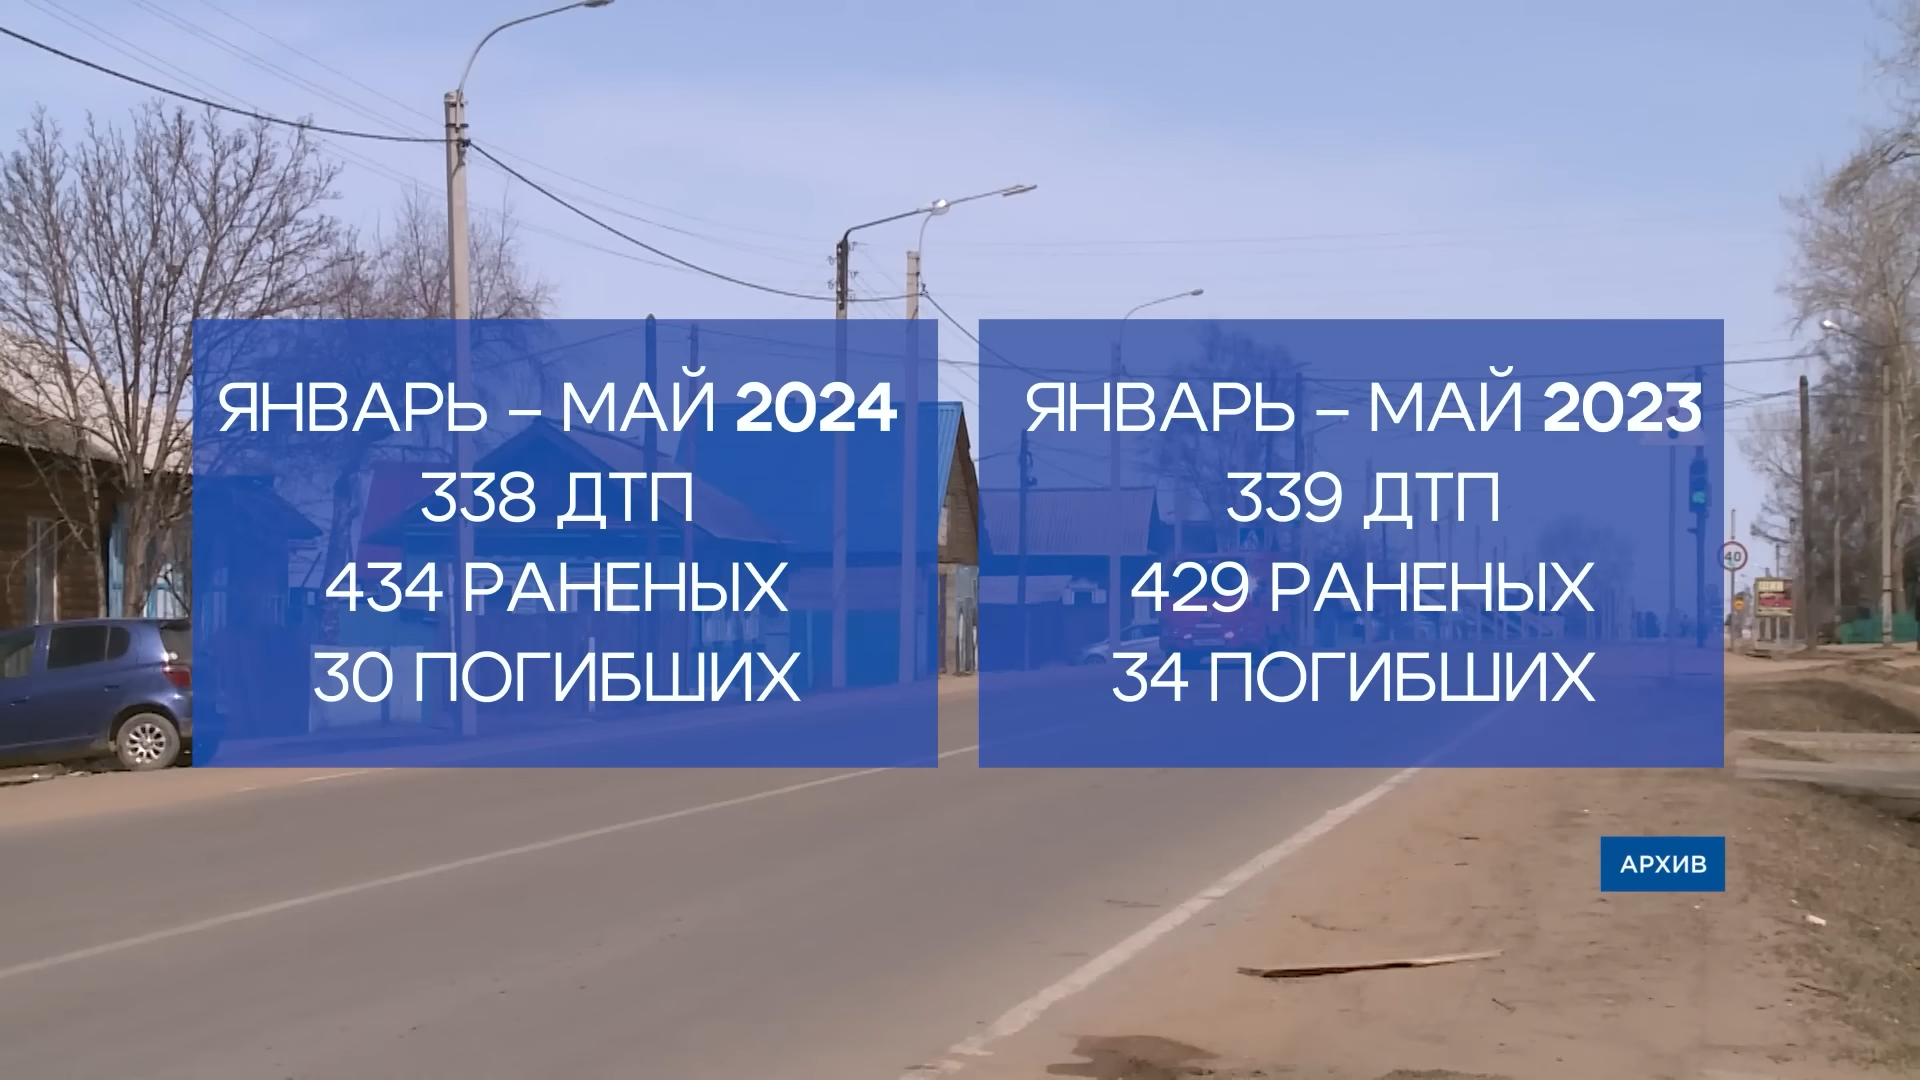 ЯНВАРЬ – МАЙ 2024
338 ДТП
434 РАНЕНЫХ
30 ПОГИБШИХ
ЯНВАРЬ – МАЙ 2023
339 ДТП
429 РАНЕНЫХ
34 ПОГИБШИХ
40
АРХИВ